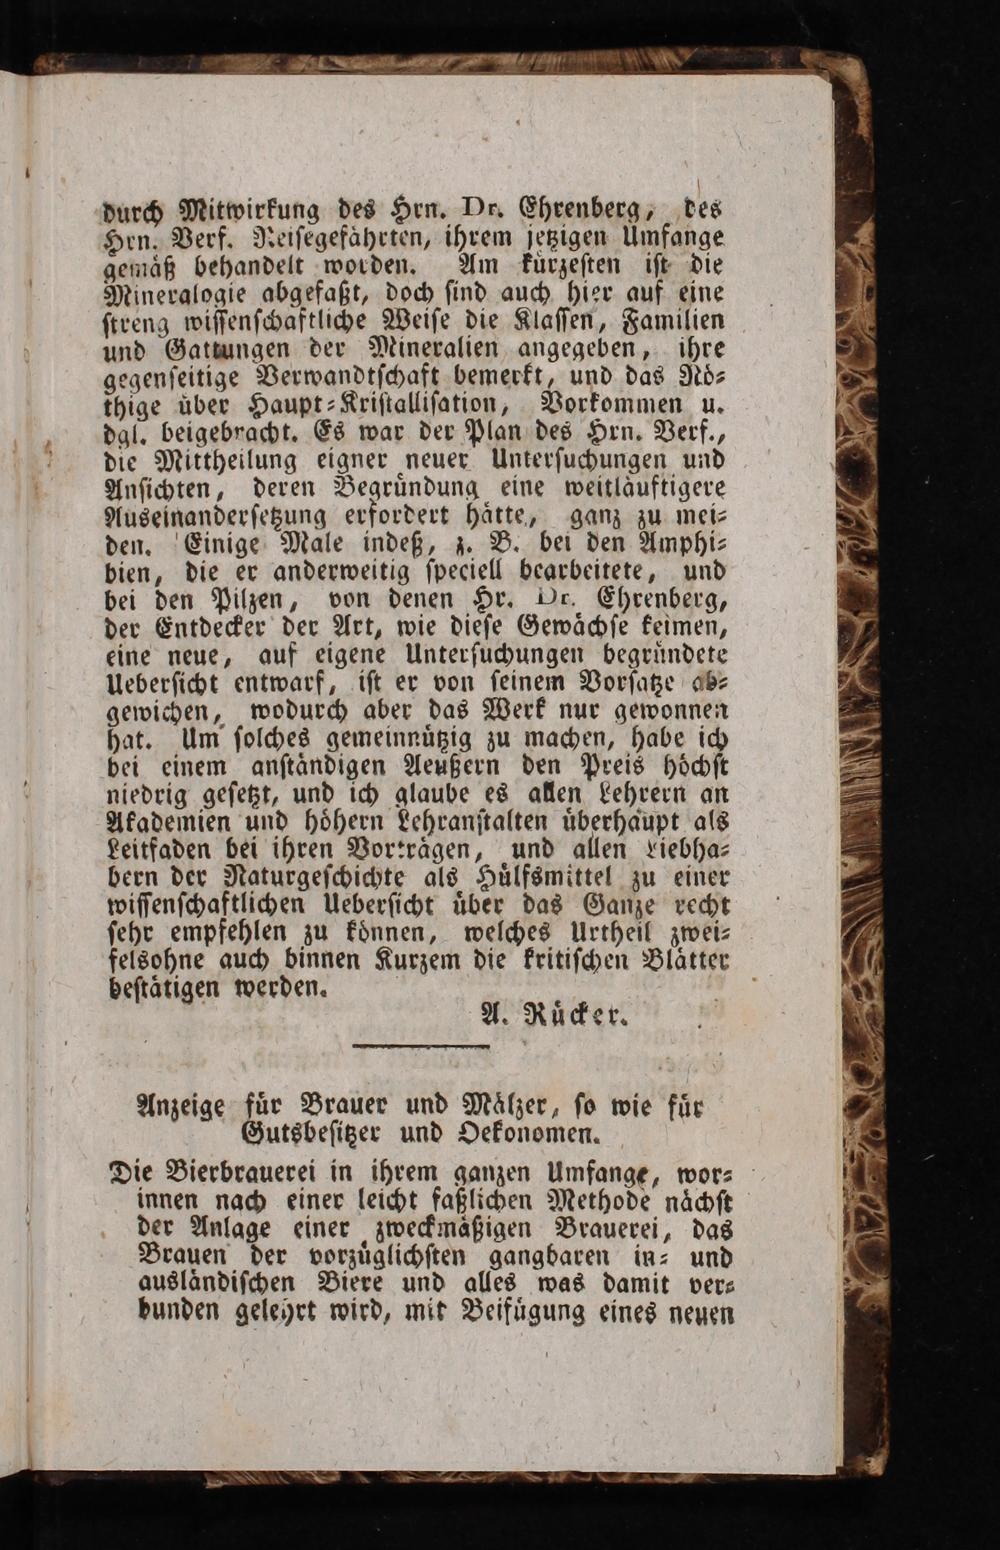 durch Mitwirkung des Hrn. Dr. Ehrenberg, des
Hrn. Verf. Reiſegefährten, ihrem jetzigen Umfange
gemäß behandelt worden. Am kürzeſten iſt die
Mineralogie abgefaßt, doch ſind auch hier auf eine
ſtreng wiſſenſchaftliche Weiſe die Klaſſen, Familien
und Gattungen der Mineralien angegeben, ihre
gegenſeitige Verwandtſchaft bemerkt, und das Nö⸗
thige über Haupt⸗Kriſtalliſation, Vorkommen u.
dgl. beigebracht. Es war der Plan des Hrn. Verf.,
die Mittheilung eigner neuer Unterſuchungen und
Anſichten, deren Begründung eine weitläuftigere
Auseinanderſetzung erfordert hätte, ganz zu mei⸗
den. Einige Male indeß, z. B. bei den Amphi⸗
bien, die er anderweitig ſpeciell bearbeitete, und
bei den Pilzen, von denen Hr. Dr. Ehrenberg,
der Entdecker der Art, wie dieſe Gewächſe keimen,
eine neue, auf eigene Unterſuchungen begründete
Ueberſicht entwarf, iſt er von ſeinem Vorſatze ab⸗
gewichen, wodurch aber das Werk nur gewonnen
hat. Um ſolches gemeinnützig zu machen, habe ich
bei einem anſtändigen Aeußern den Preis höchſt
niedrig geſetzt, und ich glaube es allen Lehrern an
Akademien und höhern Lehranſtalten überhaupt als
Leitfaden bei ihren Vorträgen, und allen Liebha⸗
bern der Naturgeſchichte als Hülfsmittel zu einer
wiſſenſchaftlichen Ueberſicht über das Ganze recht
ſehr empfehlen zu können, welches Urtheil zwei⸗
felsohne auch binnen Kurzem die kritiſchen Blätter
beſtätigen werden.
A. Rücker.
Anzeige für Brauer und Mälzer, ſo wie für
Gutsbeſitzer und Oekonomen.
Die Bierbrauerei in ihrem ganzen Umfange, wor⸗
innen nach einer leicht faßlichen Methode nächſt
der Anlage einer zweckmäßigen Brauerei, das
Brauen der vorzüglichſten gangbaren in⸗ und
ausländiſchen Biere und alles was damit ver⸗
bunden gelehrt wird, mit Beifügung eines neuen